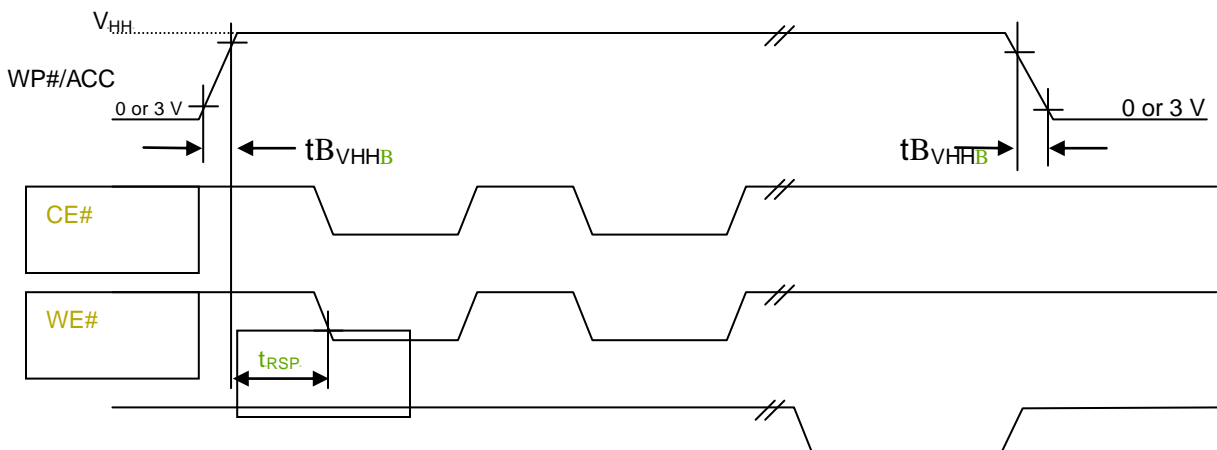 VHH
WP#/ACC
0 or 3 V
0 or 3 V
tBVHHB
tBVHHB
CE#
WE#
tRSP